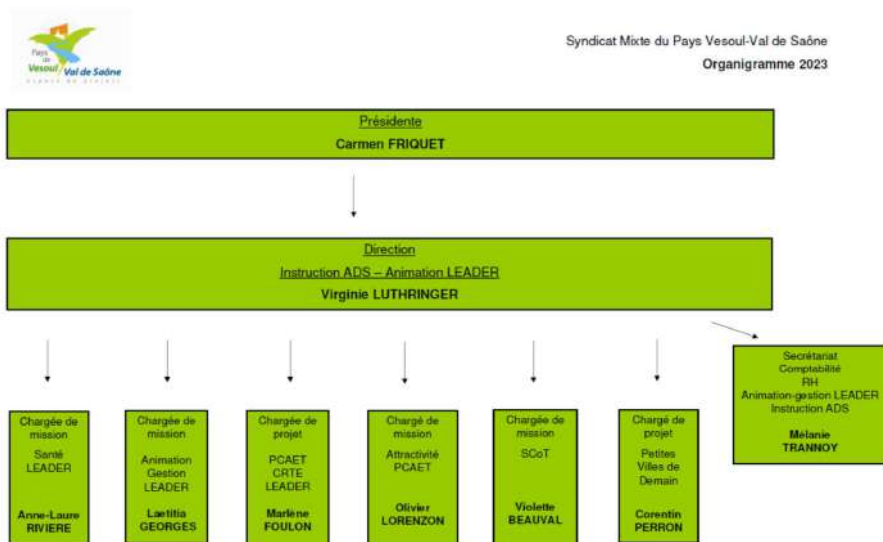 Pays
de
Vesoul Val de Saône
espace de projets
Syndicat Mixte du Pays Vesoul-Val de Saône
Organigramme 2023
Présidente
Carmen FRIQUET
Direction
Instruction ADS – Animation LEADER
Virginie LUTHRINGER
Secrétariat
Comptabilité
RH
Animation-gestion LEADER
Instruction ADS
Mélanie
TRANNOY
Chargée de
mission
Santé
LEADER
Anne-Laure
RIVIERE
Chargée de
mission
Animation
Gestion
LEADER
Laetitia
GEORGES
Chargée de
projet
PCAET
CRTE
LEADER
Marlène
FOULON
Chargé de
mission
Attractivité
PCAET
Olivier
LORENZON
Chargée de
mission
SCoT
Violette
BEAUVAL
Chargé de
projet
Petites
Villes de
Demain
Corentin
PERRON